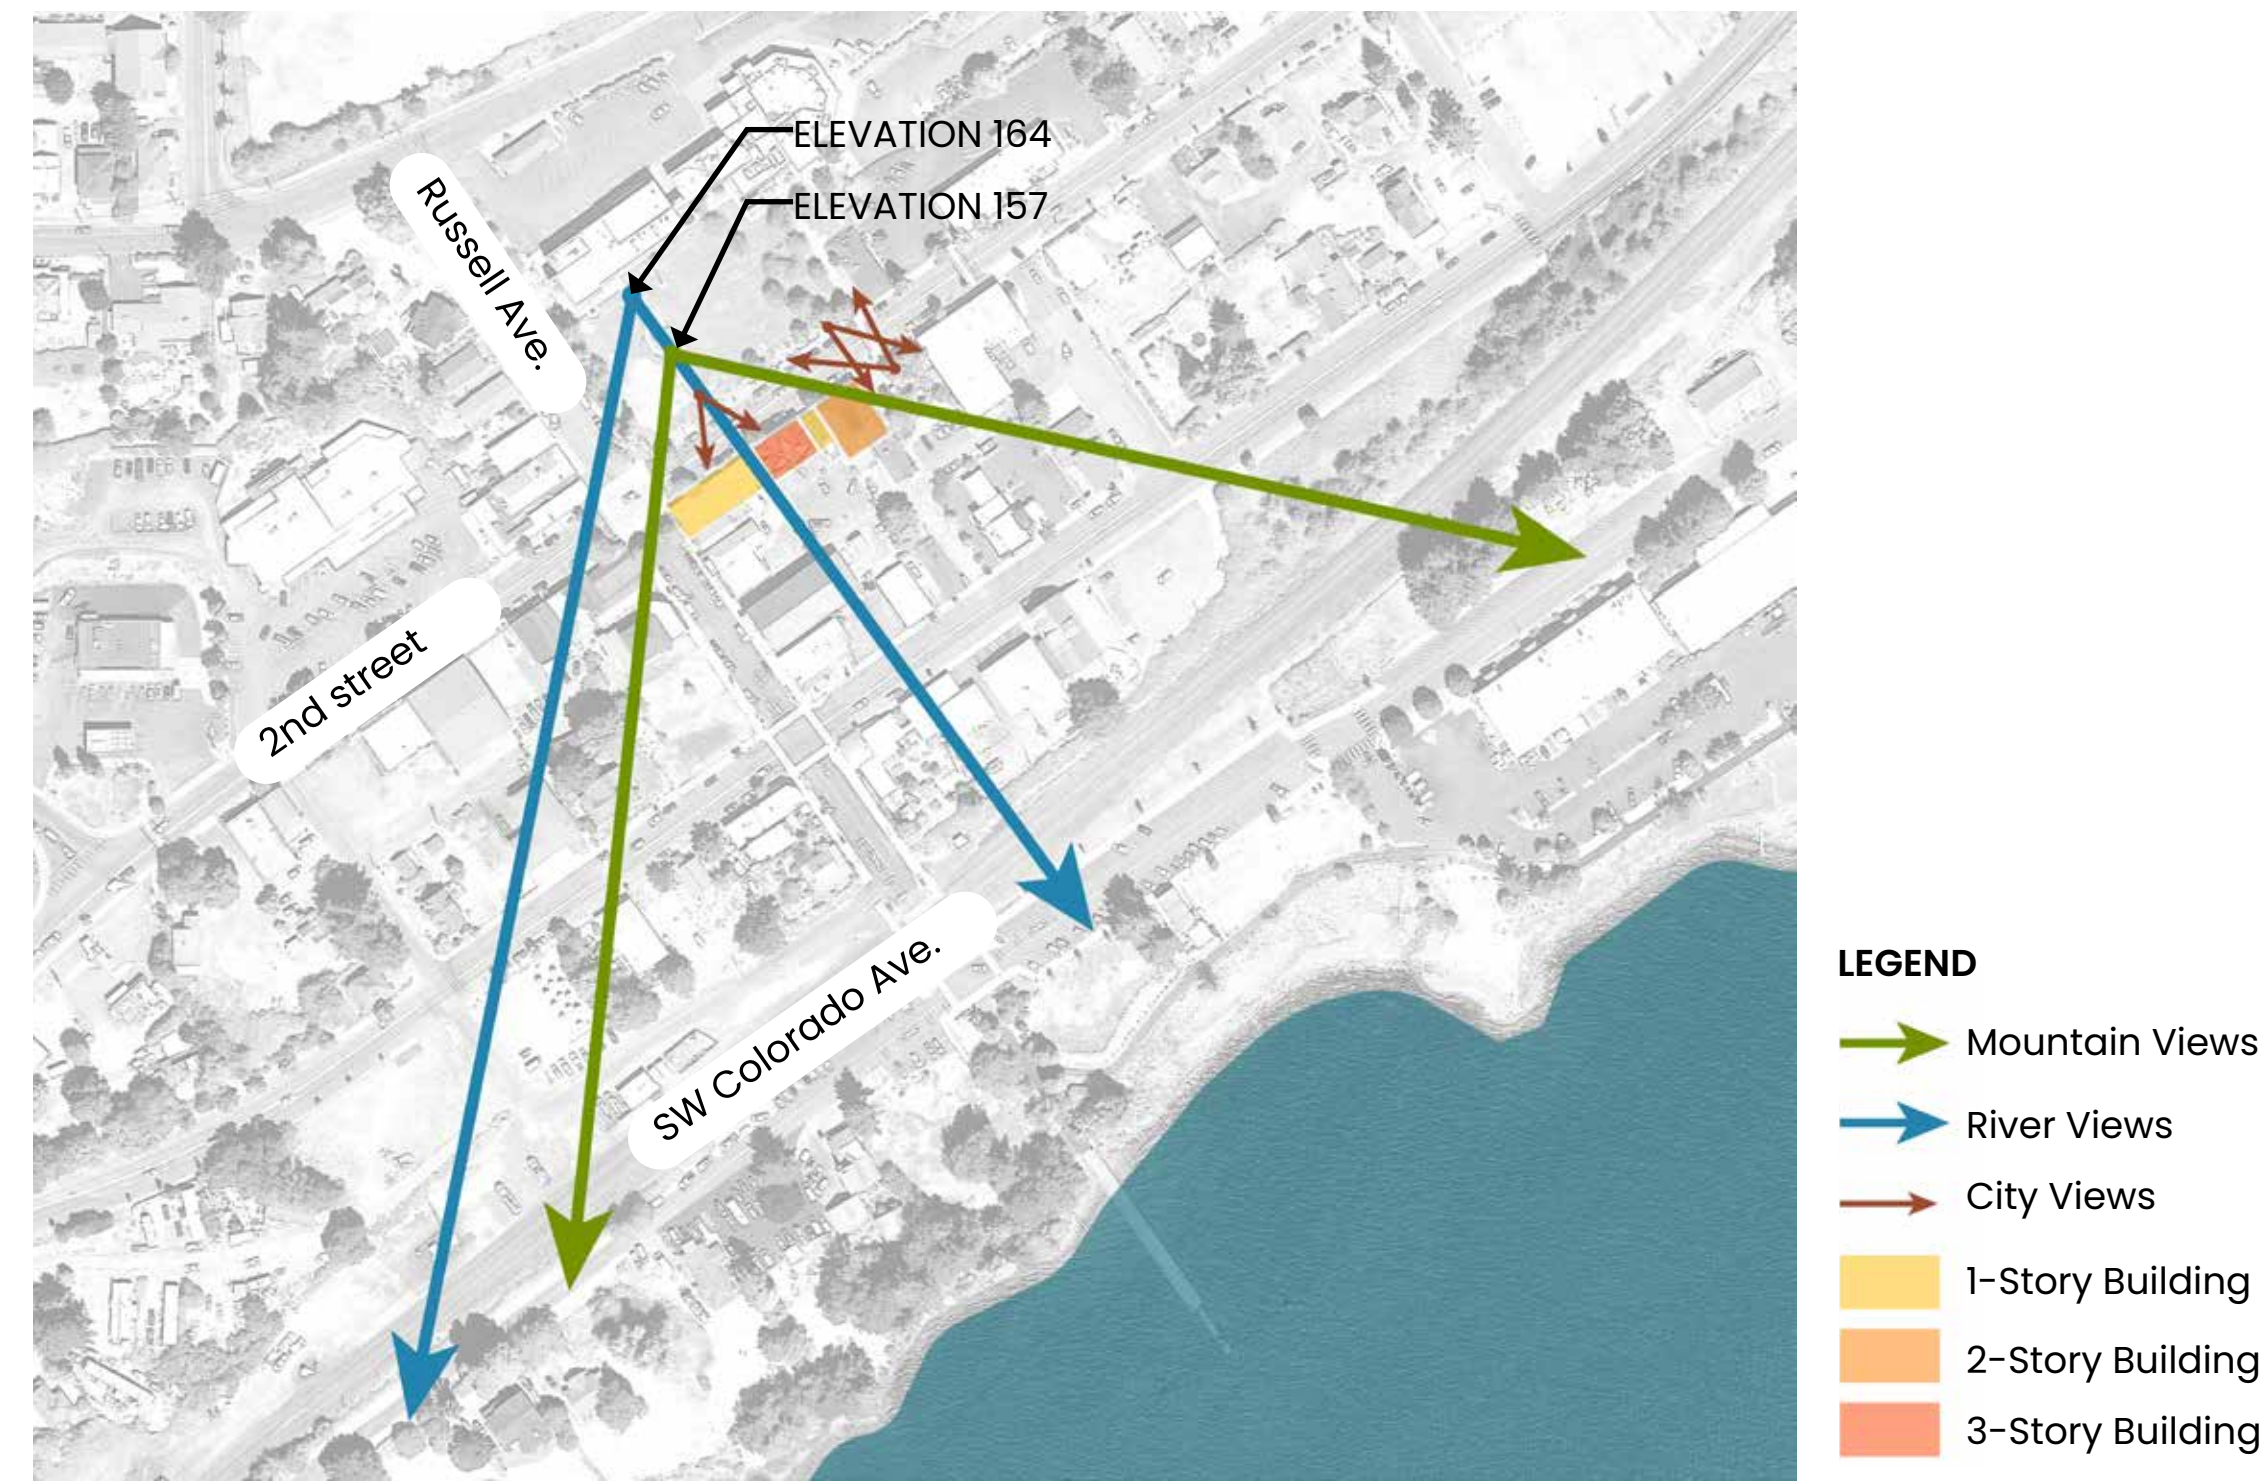 ELEVATION 164
ELEVATION 157
Russell Ave.
2nd street
SW Colorado Ave.
LEGEND
Mountain Views
River Views
City Views
1-Story Building
2-Story Building
3-Story Building